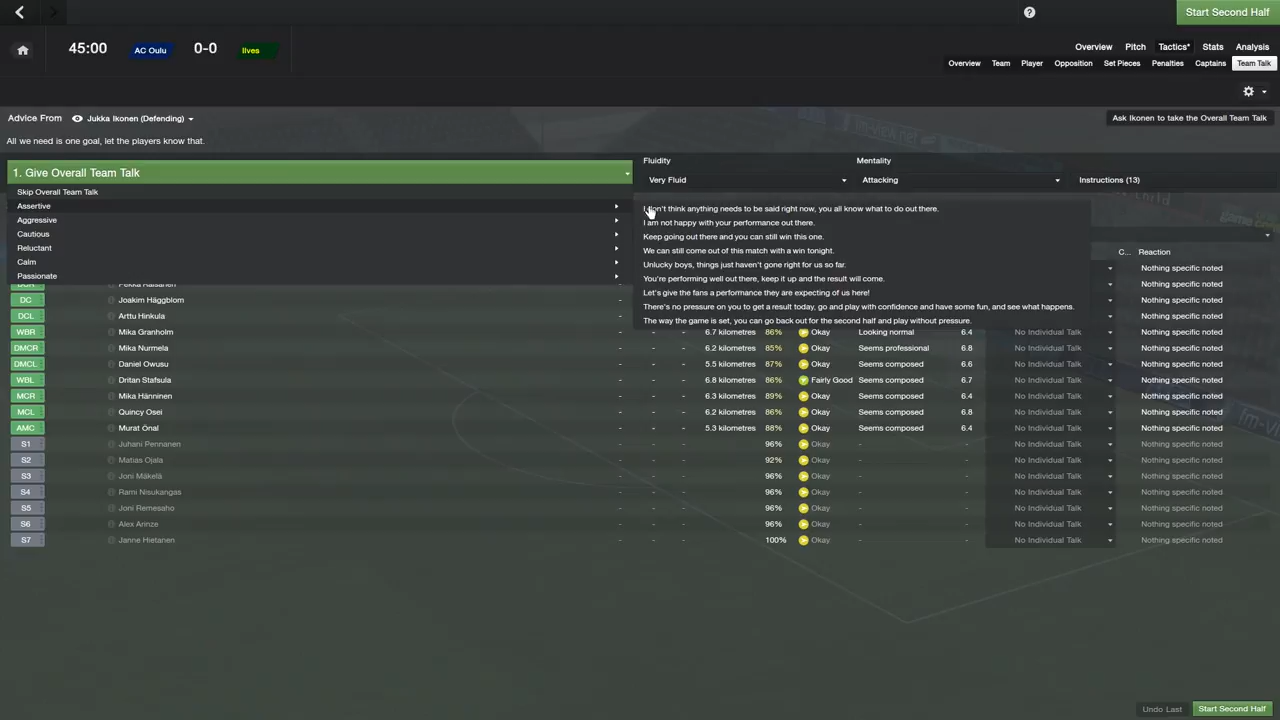 Start Second Half
45:00 AC Oulu 0-0 Ilves
Overview Pitch Tactics* Stats Analysis
Overview Team Player Opposition Set Pieces Penalties Captains Team Talk
Advice From Jukka Ikonen (Defending)
Ask Ikonen to take the Overall Team Talk
All we need is one goal, let the players know that.
Fluidity Mentality
1. Give Overall Team Talk
Very Fluid Attacking Instructions (13)
Skip Overall Team Talk
Assertive
Aggressive
Cautious
Reluctant
Calm
Passionate
I don't think anything needs to be said right now, you all know what to do out there.
I am not happy with your performance out there.
Keep going out there and you can still win this one.
We can still come out of this match with a win tonight.
Unlucky boys, things just haven't gone right for us so far.
You're performing well out there, keep it up and the result will come.
Let's give the fans a performance they are expecting of us here!
There's no pressure on you to get a result today, go and play with confidence and have some fun, and see what happens.
The way the game is set, you can go back out for the second half and play without pressure.
C... Reaction
Nothing specific noted
Nothing specific noted
DC Joakim Häggblom Nothing specific noted
DCL Arttu Hinkula Nothing specific noted
WBR Mika Granholm - - - 6.7 kilometres 86% Okay Looking normal 6.4 No Individual Talk Nothing specific noted
DMCR Mika Nurmela - - - 6.2 kilometres 85% Okay Seems professional 6.8 No Individual Talk Nothing specific noted
DMCL Daniel Owusu - - - 5.5 kilometres 87% Okay Seems composed 6.6 No Individual Talk Nothing specific noted
WBL Dritan Stafsula - - - 6.8 kilometres 86% Fairly Good Seems composed 6.7 No Individual Talk Nothing specific noted
MCR Mika Hänninen - - - 6.3 kilometres 89% Okay Seems composed 6.4 No Individual Talk Nothing specific noted
MCL Quincy Osei - - - 6.2 kilometres 86% Okay Seems composed 6.8 No Individual Talk Nothing specific noted
AMC Murat Önal - - - 5.3 kilometres 88% Okay Seems composed 6.4 No Individual Talk Nothing specific noted
S1 Juhani Pennanen - - - 96% Okay - - No Individual Talk Nothing specific noted
S2 Matias Ojala - - - 92% Okay - - No Individual Talk Nothing specific noted
S3 Joni Mäkelä - - - 96% Okay - - No Individual Talk Nothing specific noted
S4 Rami Nisukangas - - - 96% Okay - - No Individual Talk Nothing specific noted
S5 Joni Remesaho - - - 96% Okay - - No Individual Talk Nothing specific noted
S6 Alex Arinze - - - 96% Okay - - No Individual Talk Nothing specific noted
S7 Janne Hietanen - - - 100% Okay - - No Individual Talk Nothing specific noted
Undo Last Start Second Half